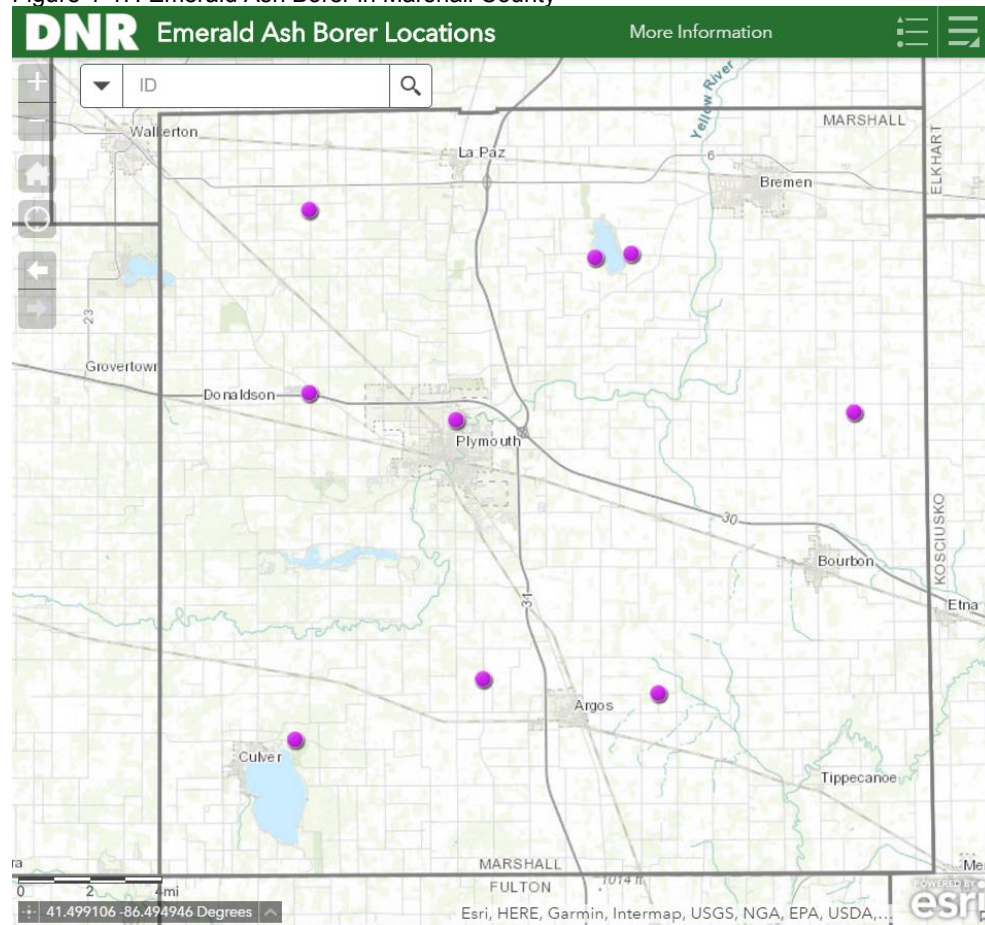 Figure 4-47: Emerald Ash Borer in Marshall County
DNR Emerald Ash Borer Locations More Information
ID
Yellow River
MARSHALL
ELKHART
Walkerton
La Paz
6
Bremen
23
Grovertown
Donaldson
Plymouth
30
KOSCIUSKO
Bourbon
Etna
31
Argos
Culver
Tippecanoe
MARSHALL
FULTON
1014 ft
0 2 4mi
41.499106 -86.494946 Degrees
Esri, HERE, Garmin, Intermap, USGS, NGA, EPA, USDA,...
POWERED BY
esri